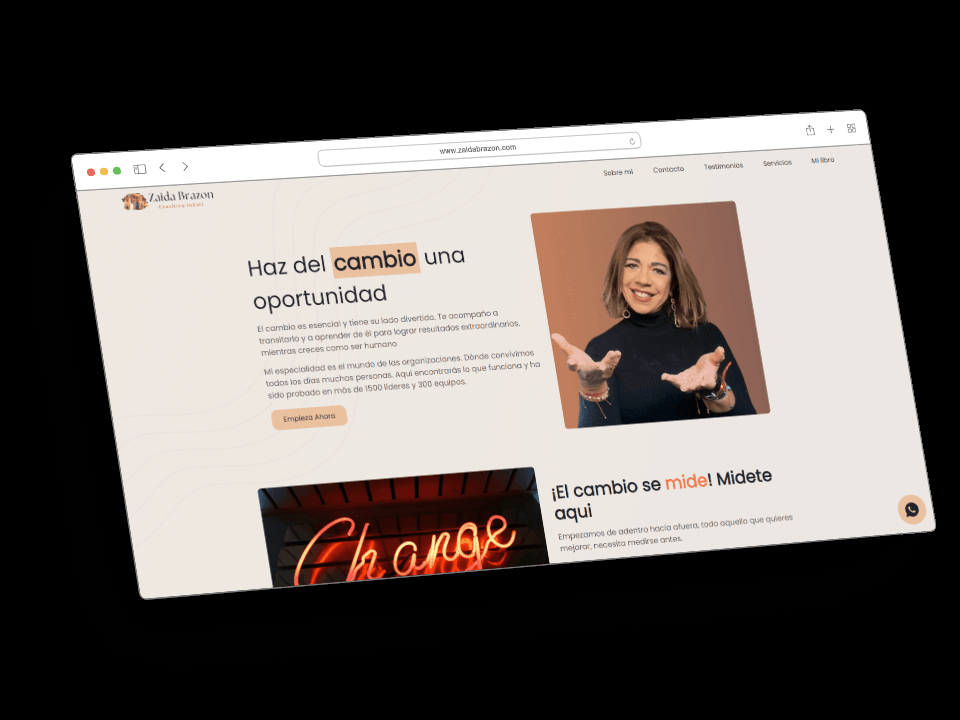 www.zaidabrazon.com
Zaida Brazon
Coaching InSait
Sobre mi Contacto Testimonios Servicios Mi libro
Haz del cambio una
oportunidad
El cambio es esencial y tiene su lado divertido. Te acompaño a
transitarlo y a aprender de él para lograr resultados extraordinarios,
mientras creces como ser humano
Mi especialidad es el mundo de las organizaciones. Dónde convivimos
todos los días muchas personas. Aquí encontrarás lo que funciona y ha
sido probado en más de 1500 líderes y 300 equipos.
Empieza Ahora
Change
¡El cambio se mide! Midete
aqui
Empezamos de adentro hacia afuera, todo aquello que quieres
mejorar, necesita medirse antes.